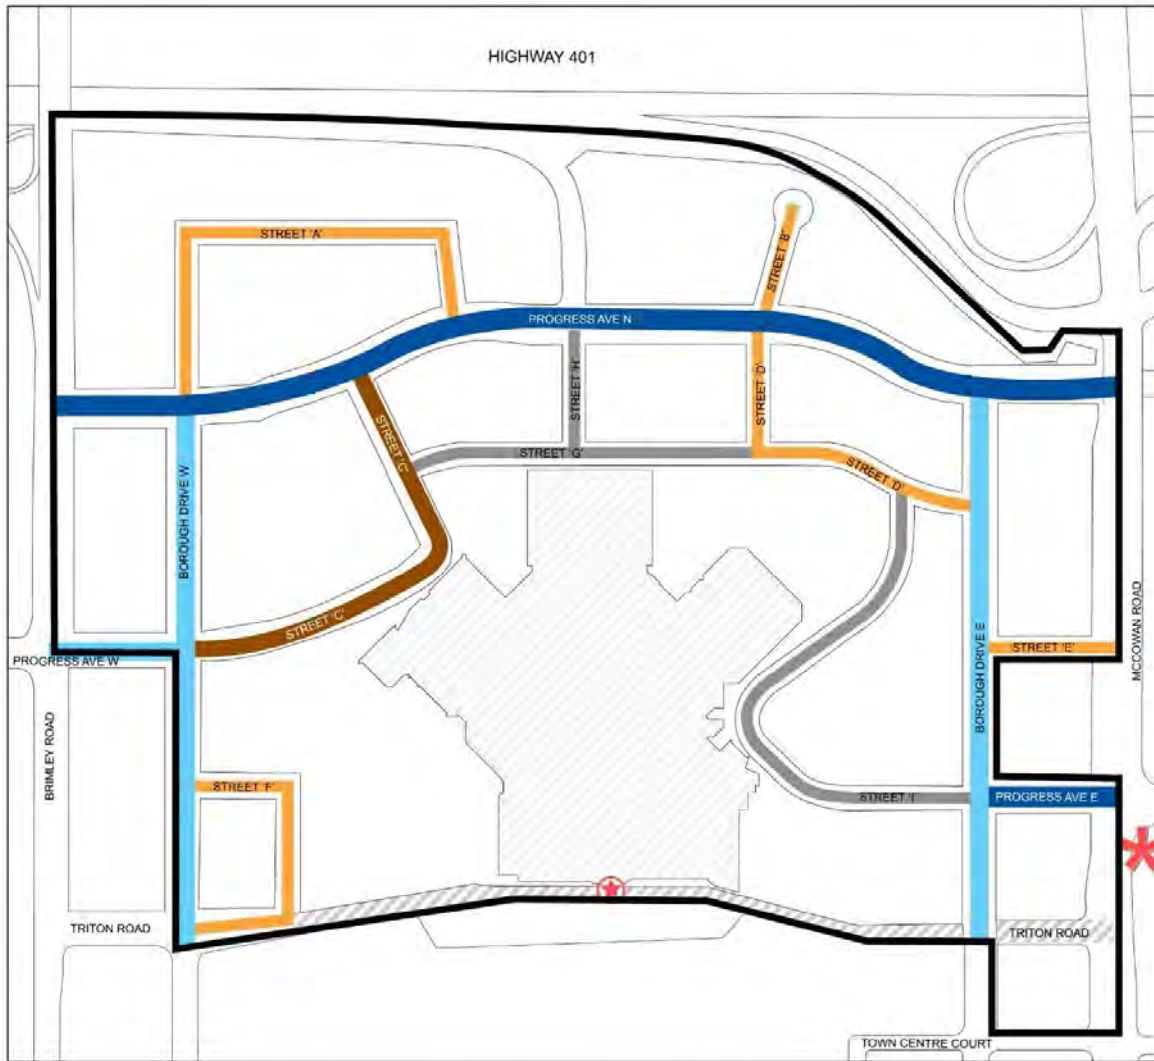 HIGHWAY 401
STREET 'A'
STREET 'B'
PROGRESS AVE N
STREET 'H'
STREET 'D'
STREET 'C'
STREET 'G'
STREET 'D'
BOROUGH DRIVE W
STREET 'C'
PROGRESS AVE W
BOROUGH DRIVE E
STREET 'E'
MCCOWAN ROAD
BRIMLEY ROAD
STREET 'F'
STREET 'I'
PROGRESS AVE E
TRITON ROAD
TRITON ROAD
TOWN CENTRE COURT